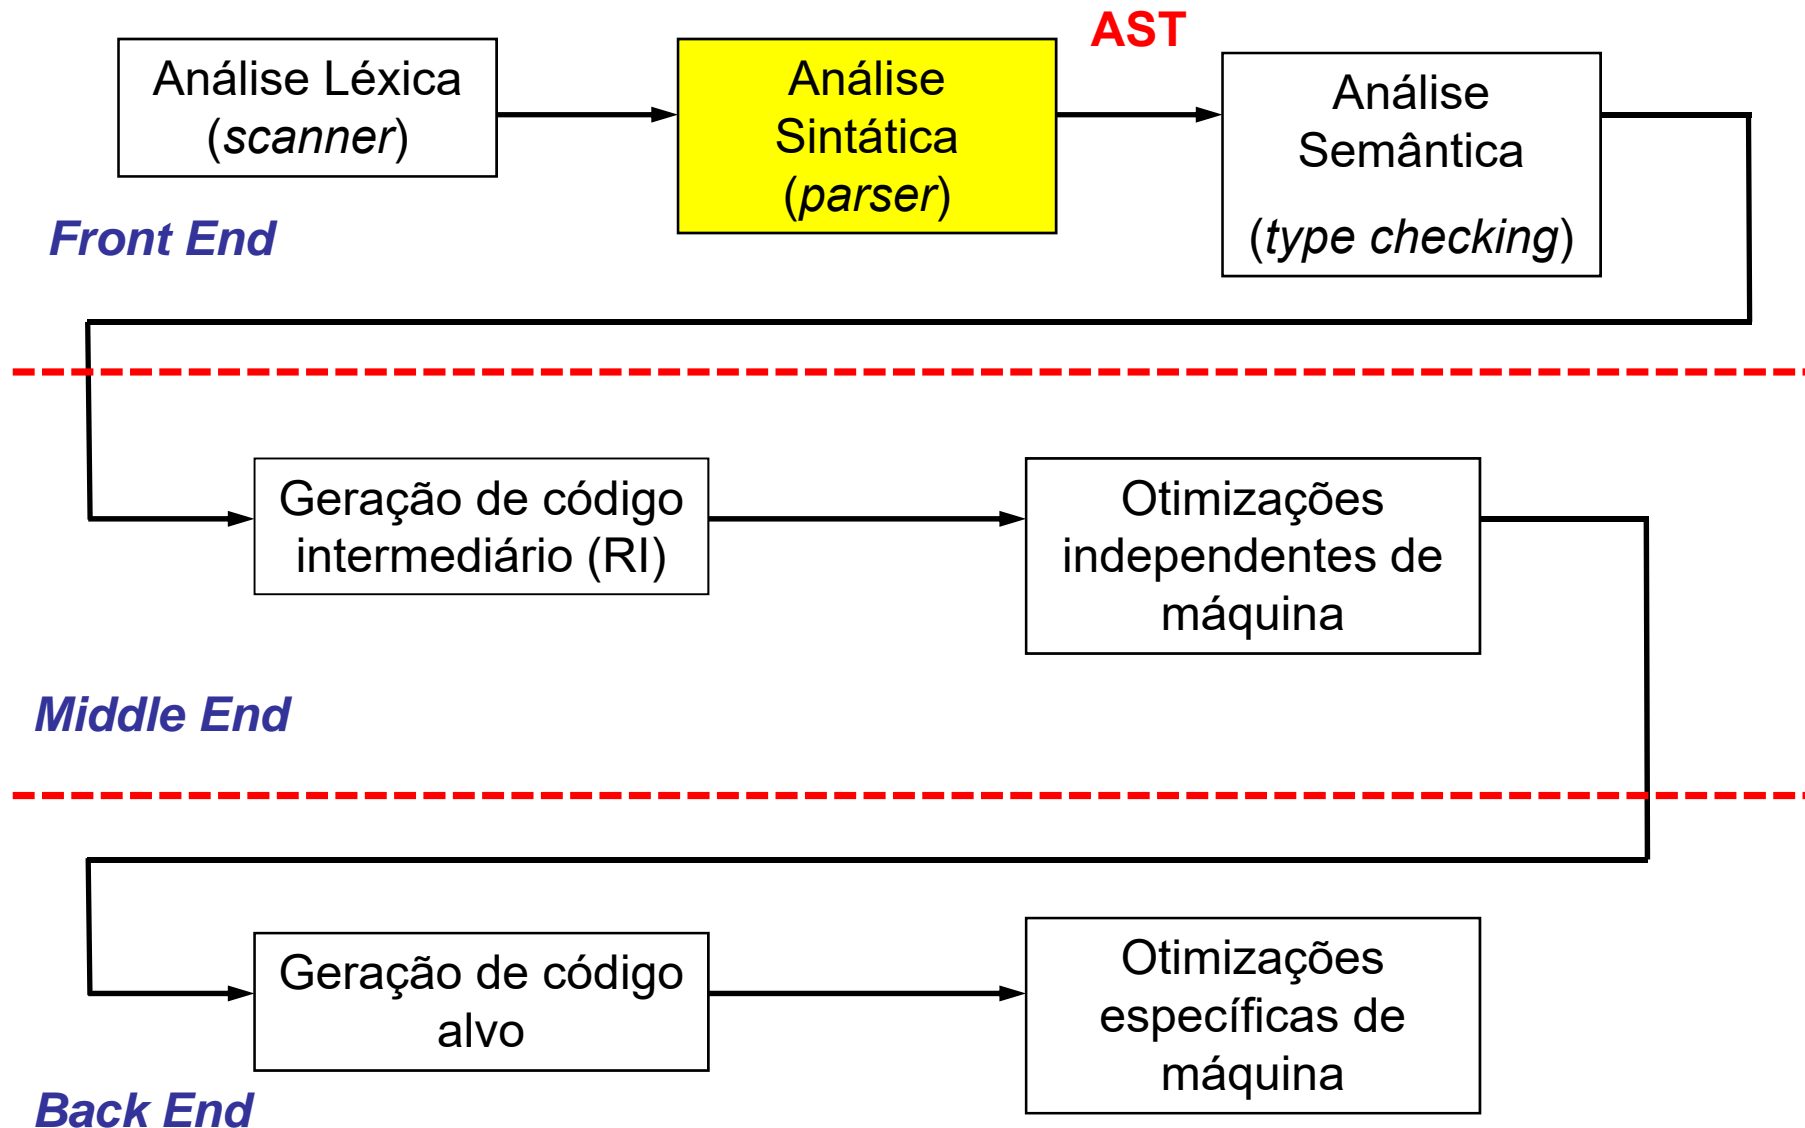 AST
Análise Léxica
(scanner)
Análise
Sintática
(parser)
Análise
Semântica
(type checking)
Front End
Geração de código
intermediário (RI)
Otimizações
independentes de
máquina
Middle End
Geração de código
alvo
Otimizações
específicas de
máquina
Back End